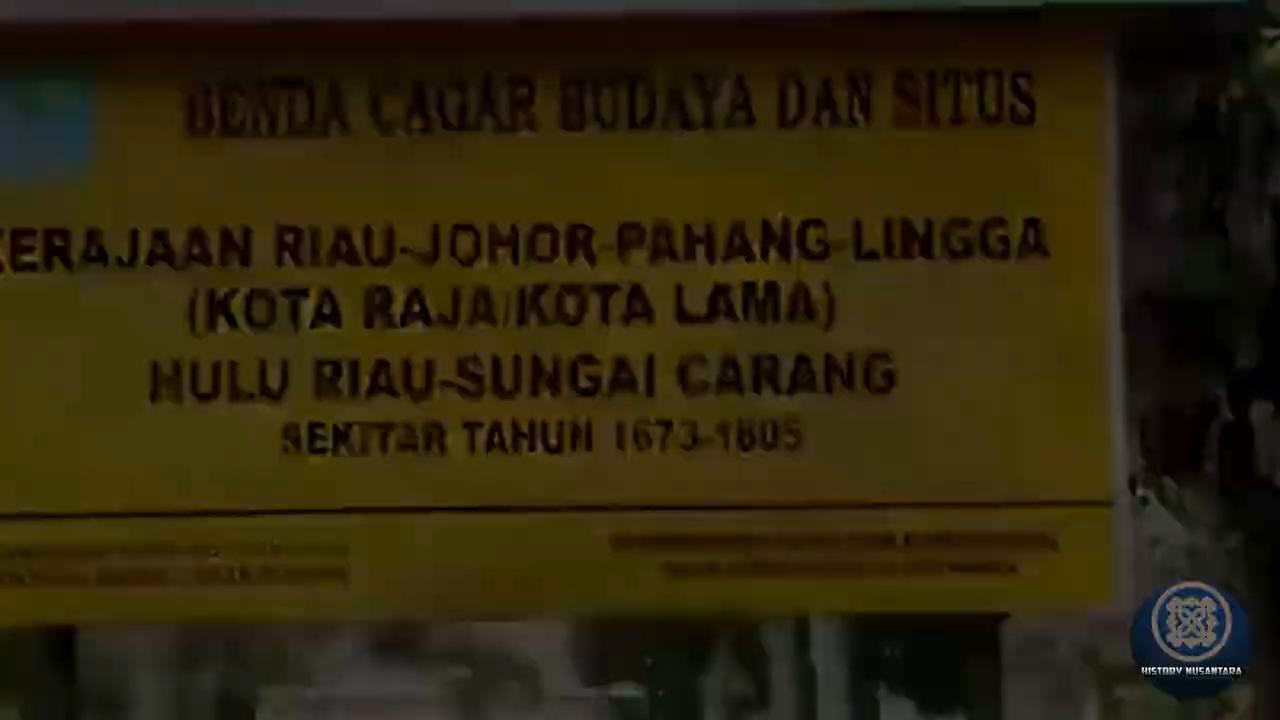 BENDA CAGAR BUDAYA DAN SITUS
KERAJAAN RIAU-JOHOR-PAHANG-LINGGA
(KOTA RAJA/KOTA LAMA)
HULU RIAU-SUNGAI CARANG
SEKITAR TAHUN 1673-1805
HISTORY NUSANTARA